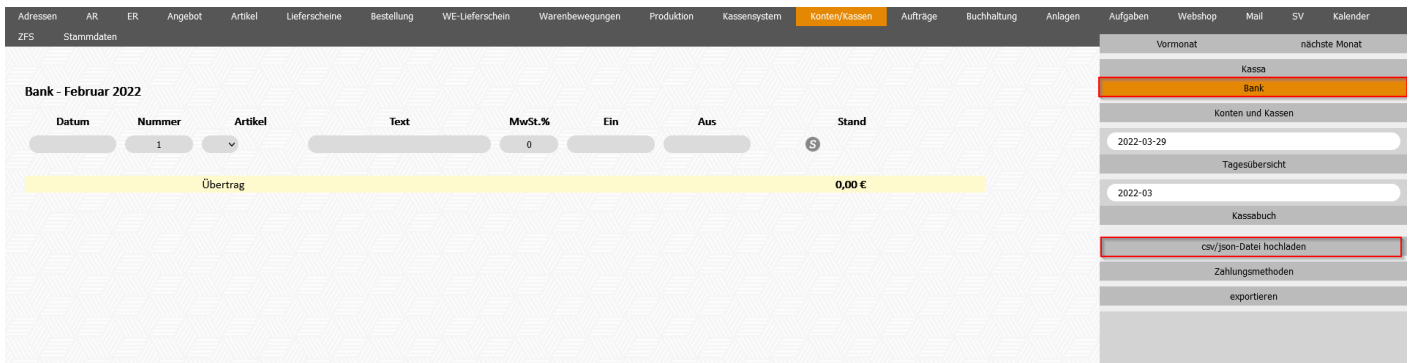 Adressen AR ER Angebot Artikel Lieferscheine Bestellung WE-Lieferschein Warenbewegungen Produktion Kassensystem Konten/Kassen Aufträge Buchhaltung Anlagen Aufgaben Webshop Mail SV Kalender
ZFS Stammdaten
Vormonat nächste Monat
Kassa
Bank
Konten und Kassen
2022-03-29
Tagesübersicht
2022-03
Kassabuch
csv/json-Datei hochladen
Zahlungsmethoden
exportieren
Bank - Februar 2022
Datum Nummer Artikel Text MwSt.% Ein Aus Stand
1 0 S
Übertrag 0,00 €